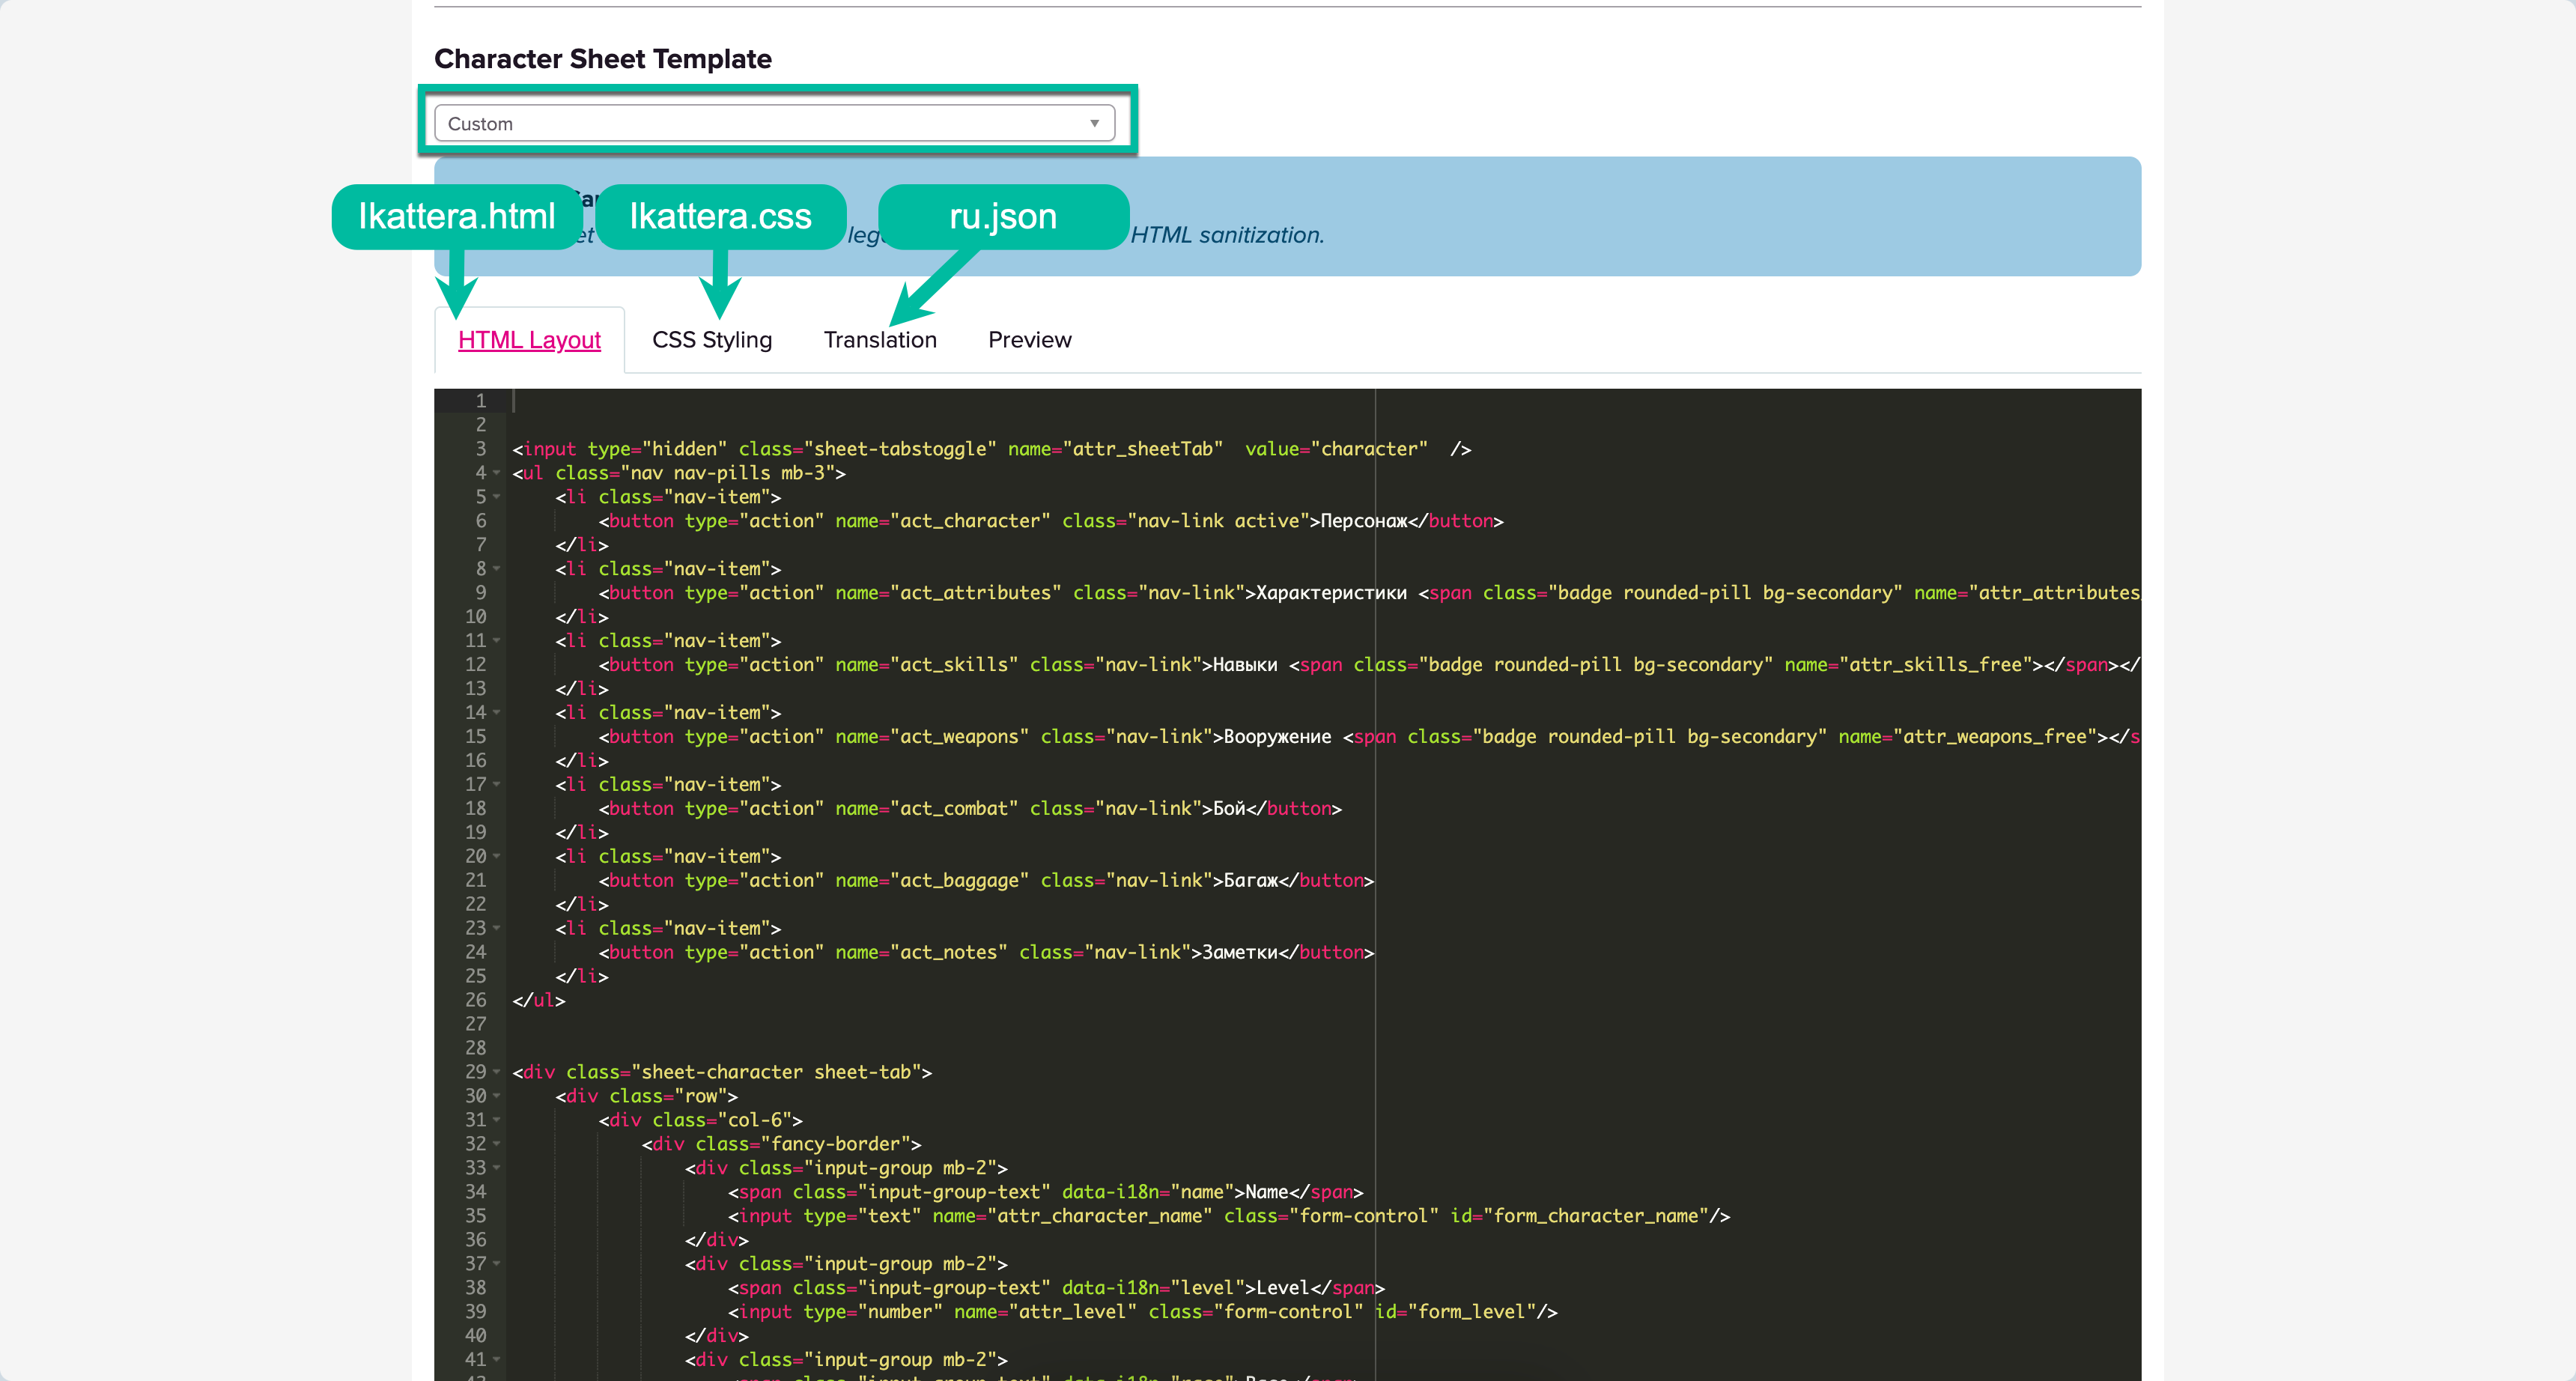 Character Sheet Template
Custom
Ikattera.html
Ikattera.css
ru.json
HTML sanitization.
HTML Layout
CSS Styling
Translation
Preview
1
2
3 <input type="hidden" class="sheet-tabstoggle" name="attr_sheetTab"  value="character"  />
4 <ul class="nav nav-pills mb-3">
5     <li class="nav-item">
6         <button type="action" name="act_character" class="nav-link active">Персонаж</button>
7     </li>
8     <li class="nav-item">
9         <button type="action" name="act_attributes" class="nav-link">Характеристики <span class="badge rounded-pill bg-secondary" name="attr_attributes
10     </li>
11     <li class="nav-item">
12         <button type="action" name="act_skills" class="nav-link">Навыки <span class="badge rounded-pill bg-secondary" name="attr_skills_free"></span></
13     </li>
14     <li class="nav-item">
15         <button type="action" name="act_weapons" class="nav-link">Вооружение <span class="badge rounded-pill bg-secondary" name="attr_weapons_free"></s
16     </li>
17     <li class="nav-item">
18         <button type="action" name="act_combat" class="nav-link">Бой</button>
19     </li>
20     <li class="nav-item">
21         <button type="action" name="act_baggage" class="nav-link">Багаж</button>
22     </li>
23     <li class="nav-item">
24         <button type="action" name="act_notes" class="nav-link">Заметки</button>
25     </li>
26 </ul>
27
28
29 <div class="sheet-character sheet-tab">
30     <div class="row">
31         <div class="col-6">
32             <div class="fancy-border">
33                 <div class="input-group mb-2">
34                     <span class="input-group-text" data-i18n="name">Name</span>
35                     <input type="text" name="attr_character_name" class="form-control" id="form_character_name"/>
36                 </div>
37                 <div class="input-group mb-2">
38                     <span class="input-group-text" data-i18n="level">Level</span>
39                     <input type="number" name="attr_level" class="form-control" id="form_level"/>
40                 </div>
41                 <div class="input-group mb-2">